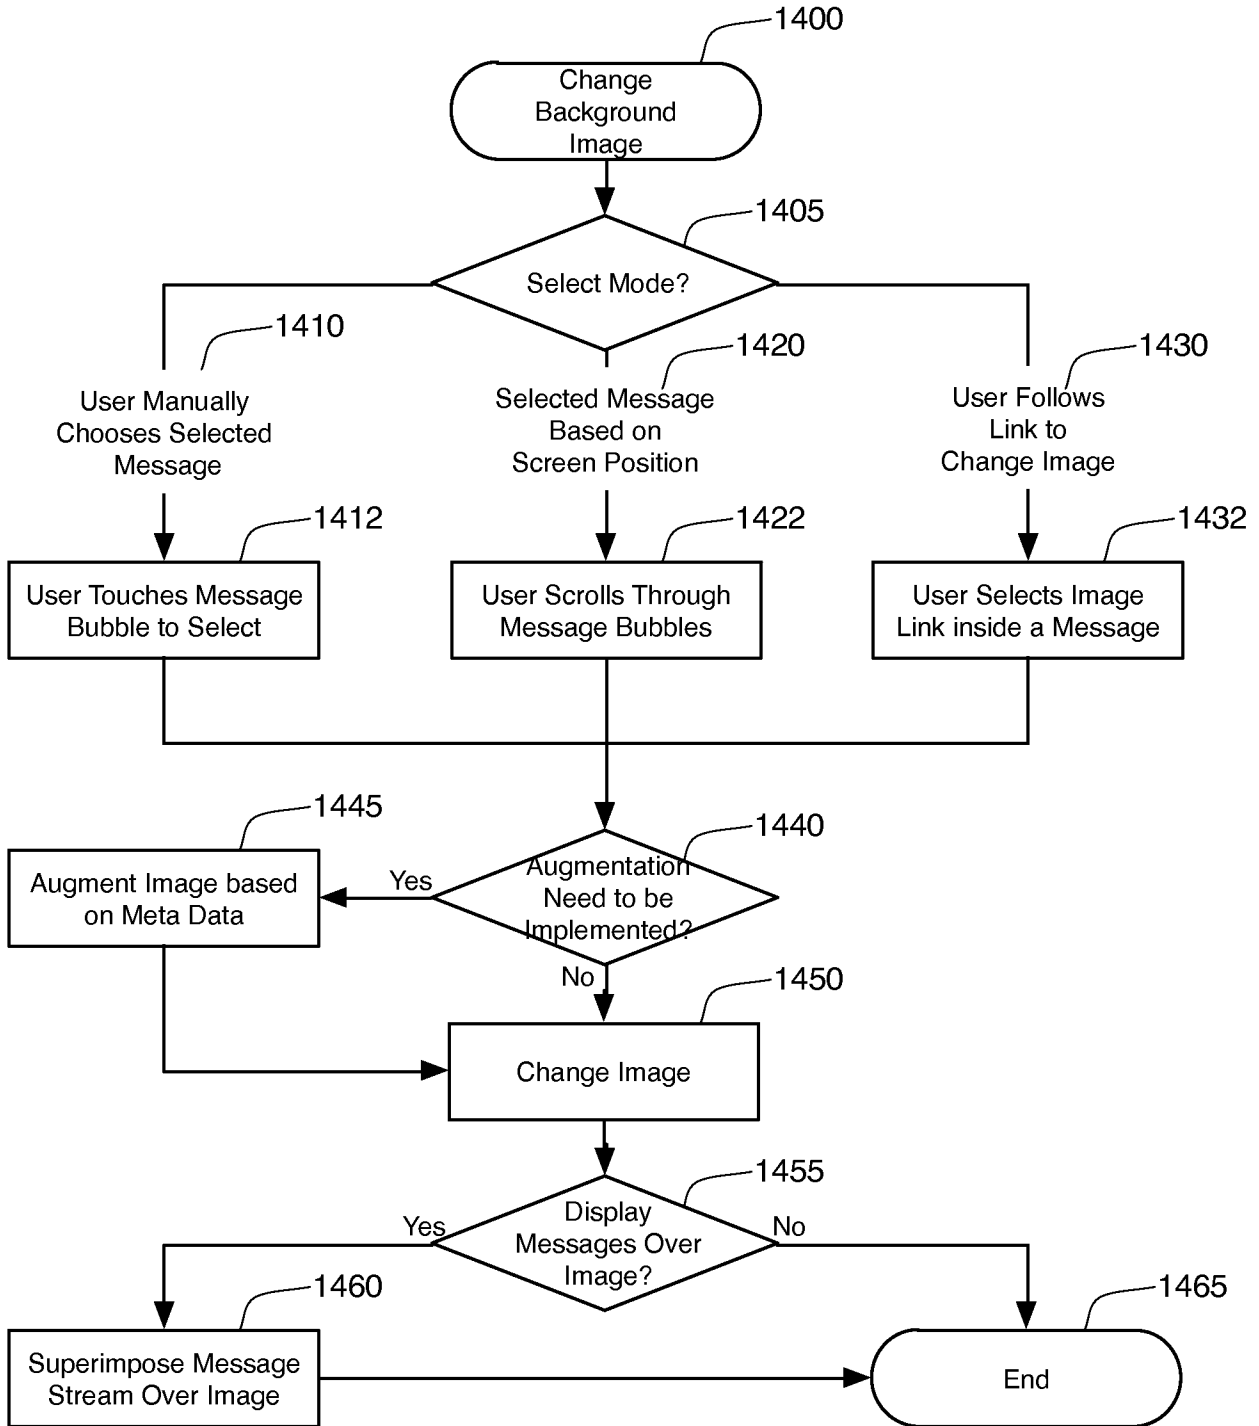 1400
Change
Background
Image
1405
Select Mode?
1410
User Manually
Chooses Selected
Message
1420
Selected Message
Based on
Screen Position
1430
User Follows
Link to
Change Image
1412
User Touches Message
Bubble to Select
1422
User Scrolls Through
Message Bubbles
1432
User Selects Image
Link inside a Message
1445
Augment Image based
on Meta Data
Yes
1440
Augmentation
Need to be
Implemented?
No
1450
Change Image
1455
Display
Messages Over
Image?
Yes
No
1460
Superimpose Message
Stream Over Image
1465
End